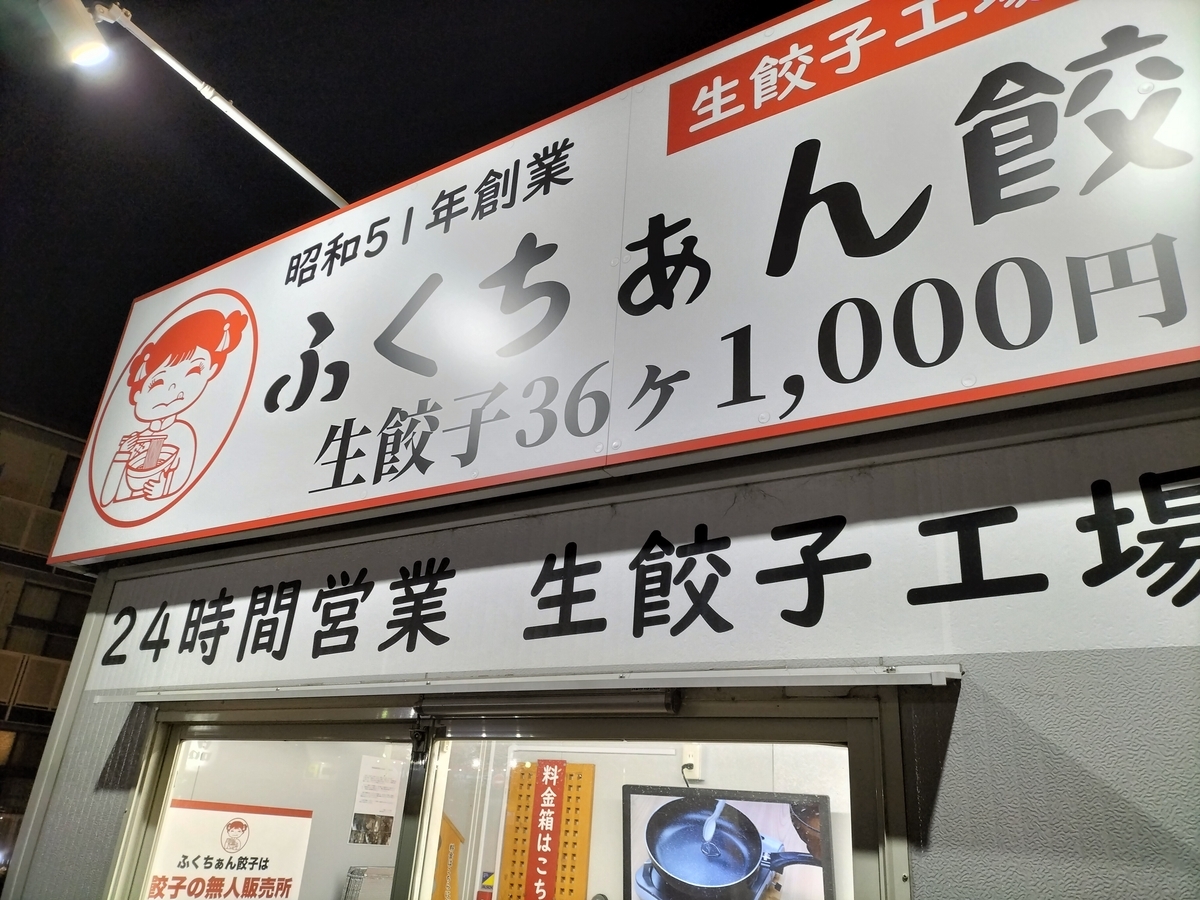 生餃子工場
昭和51年創業
ふくちぁん餃
生餃子36ヶ1,000円
24時間営業 生餃子工場
料金箱はこち
ふくちぁん餃子は
餃子の無人販売所